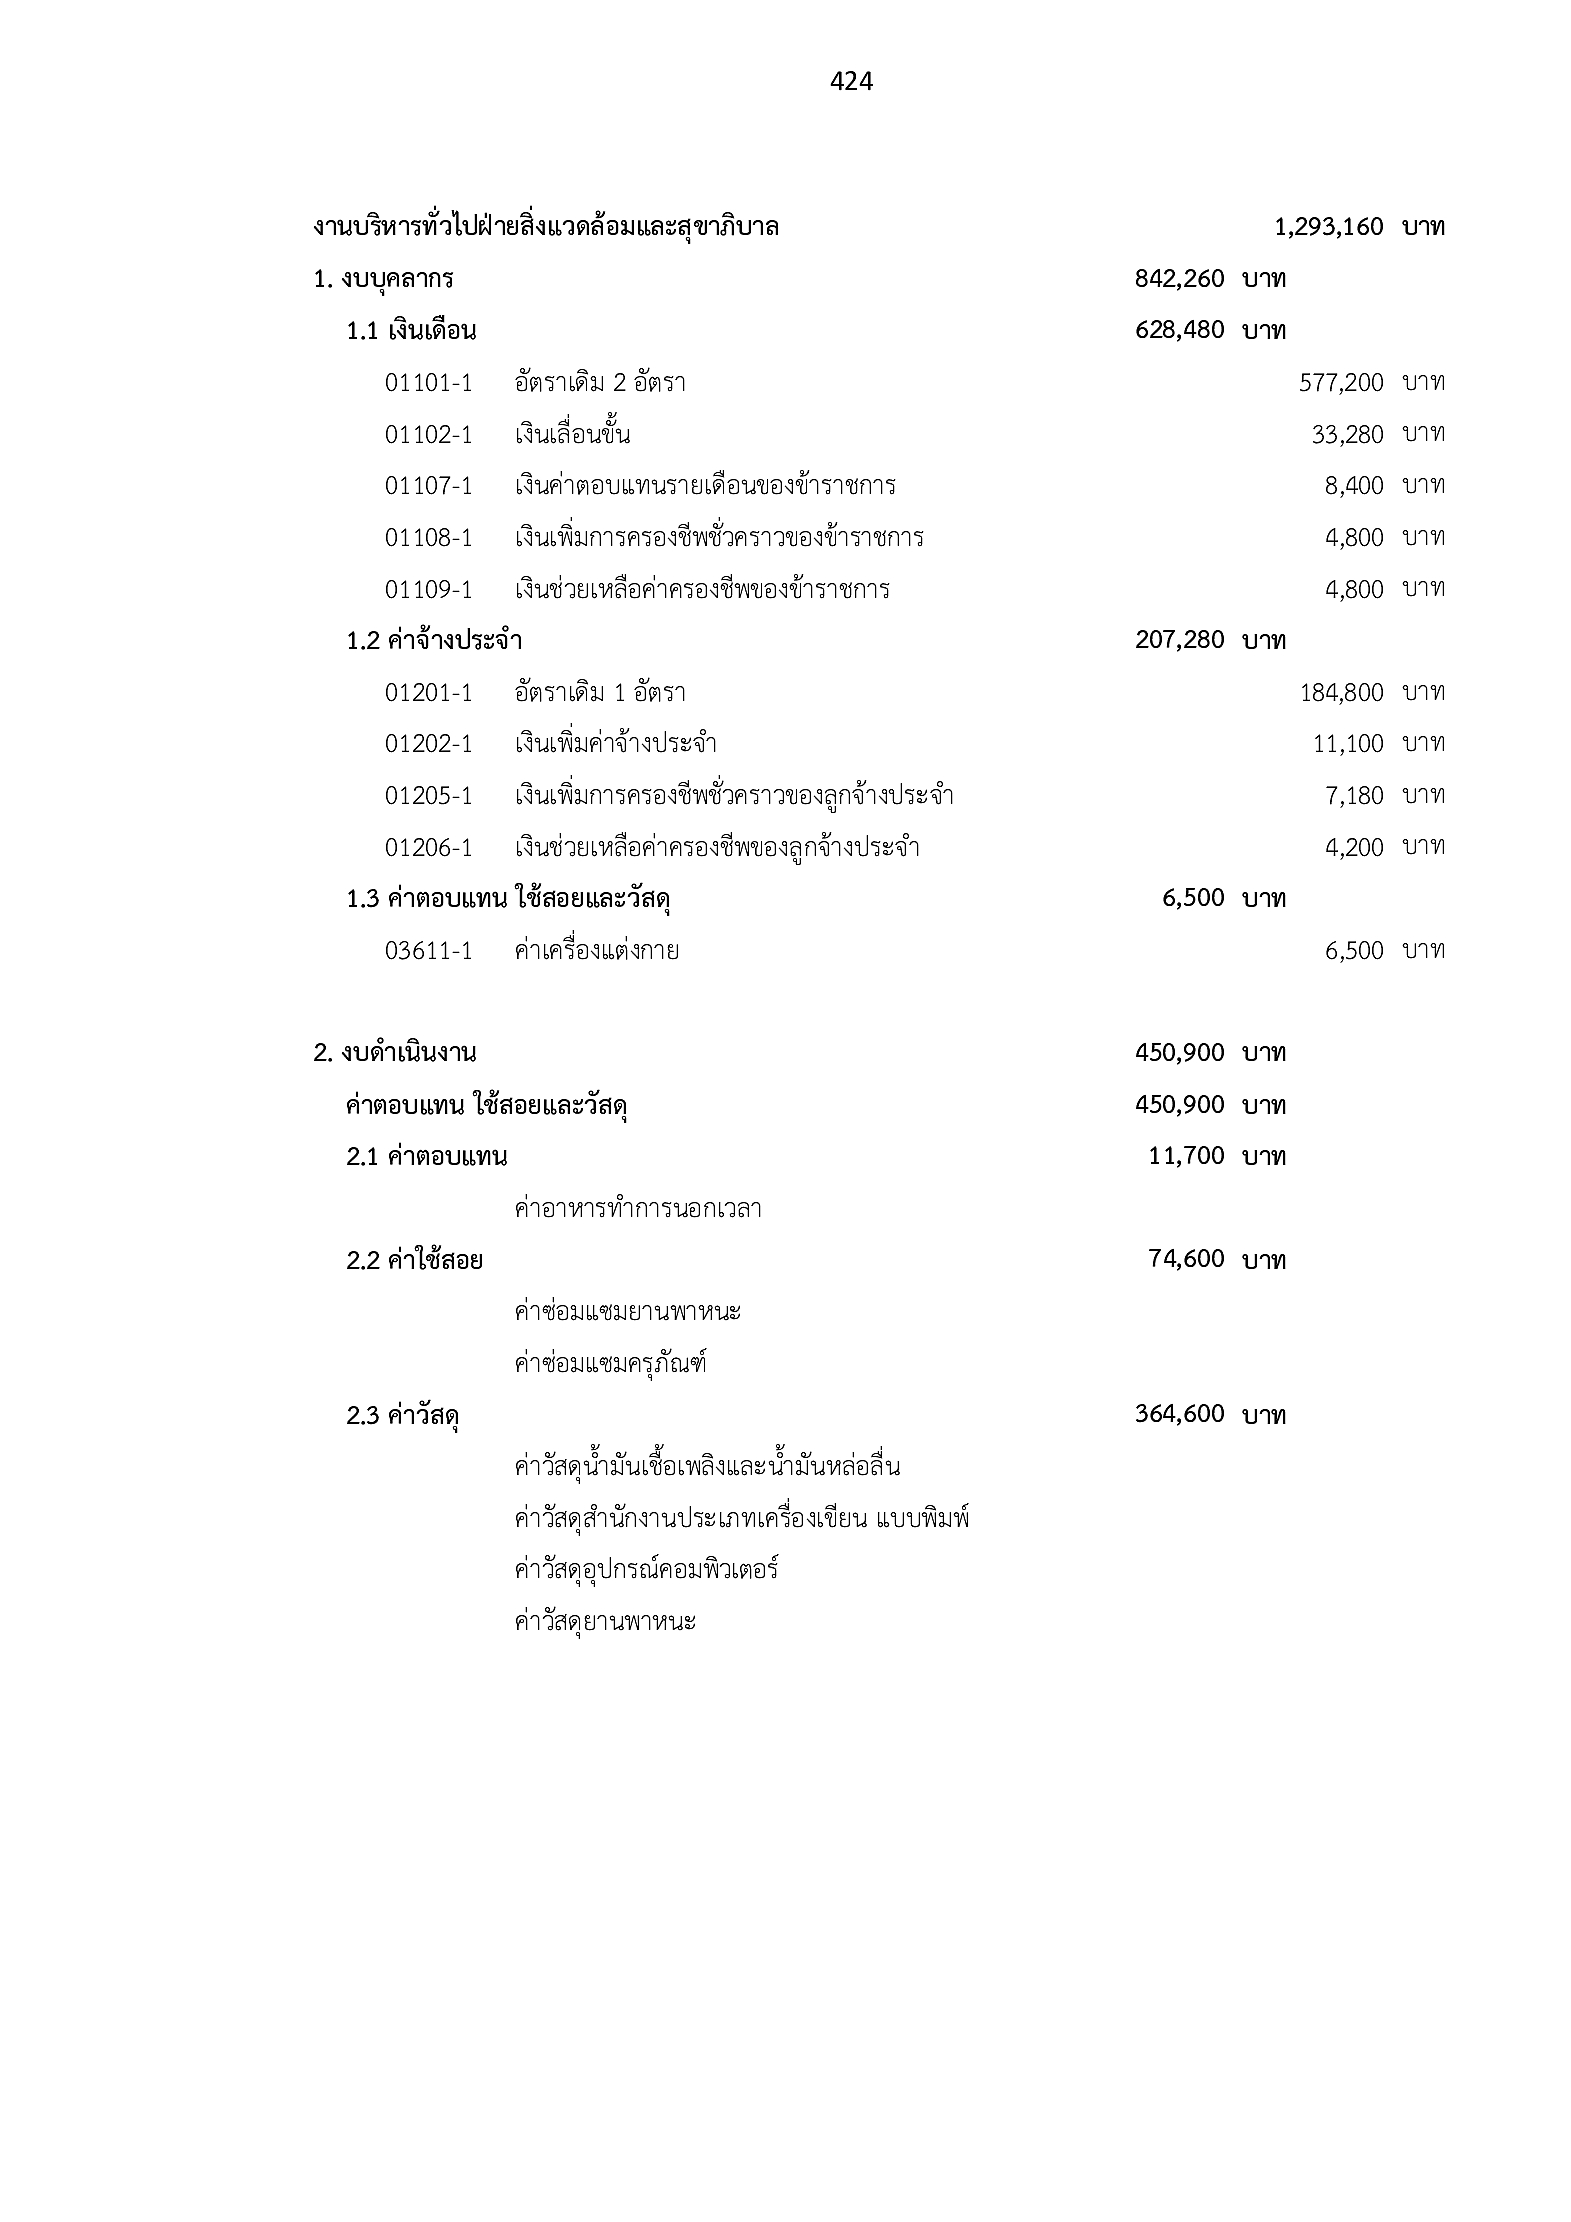 424
งานบริหารทั่วไปฝ่ายสิ่งแวดล้อมและสุขาภิบาล 1,293,160 บาท
1. งบบุคลากร 842,260 บาท
1.1 เงินเดือน 628,480 บาท
01101-1 อัตราเดิม 2 อัตรา 577,200 บาท
01102-1 เงินเลื่อนขั้น 33,280 บาท
01107-1 เงินค่าตอบแทนรายเดือนของข้าราชการ 8,400 บาท
01108-1 เงินเพิ่มการครองชีพชั่วคราวของข้าราชการ 4,800 บาท
01109-1 เงินช่วยเหลือค่าครองชีพของข้าราชการ 4,800 บาท
1.2 ค่าจ้างประจำ 207,280 บาท
01201-1 อัตราเดิม 1 อัตรา 184,800 บาท
01202-1 เงินเพิ่มค่าจ้างประจำ 11,100 บาท
01205-1 เงินเพิ่มการครองชีพชั่วคราวของลูกจ้างประจำ 7,180 บาท
01206-1 เงินช่วยเหลือค่าครองชีพของลูกจ้างประจำ 4,200 บาท
1.3 ค่าตอบแทน ใช้สอยและวัสดุ 6,500 บาท
03611-1 ค่าเครื่องแต่งกาย 6,500 บาท
2. งบดำเนินงาน 450,900 บาท
ค่าตอบแทน ใช้สอยและวัสดุ 450,900 บาท
2.1 ค่าตอบแทน 11,700 บาท
ค่าอาหารทำการนอกเวลา
2.2 ค่าใช้สอย 74,600 บาท
ค่าซ่อมแซมยานพาหนะ
ค่าซ่อมแซมครุภัณฑ์
2.3 ค่าวัสดุ 364,600 บาท
ค่าวัสดุน้ำมันเชื้อเพลิงและน้ำมันหล่อลื่น
ค่าวัสดุสำนักงานประเภทเครื่องเขียน แบบพิมพ์
ค่าวัสดุอุปกรณ์คอมพิวเตอร์
ค่าวัสดุยานพาหนะ